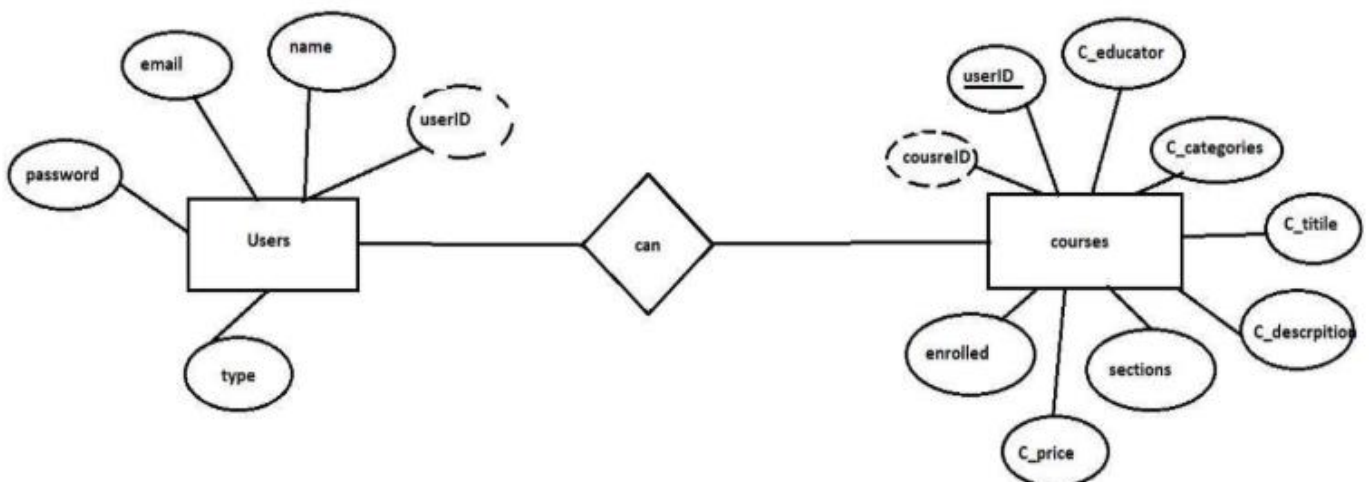 name
email
userID
password
Users
type
can
userID
C_educator
cousreID
C_categories
C_titile
courses
C_descrpition
enrolled
sections
C_price